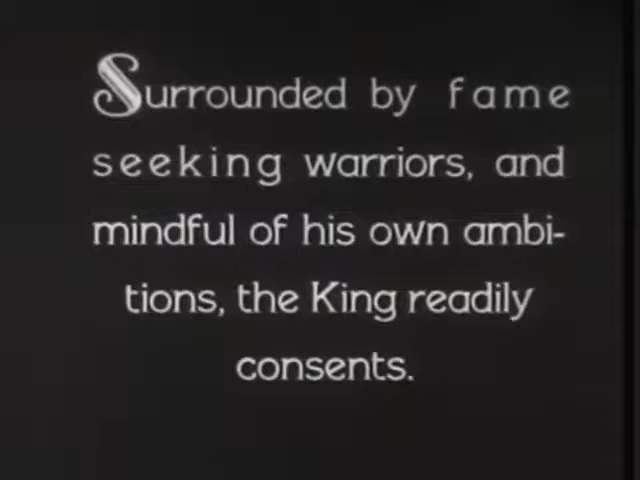 Surrounded by fame
seeking warriors, and
mindful of his own ambi-
tions, the King readily
consents.